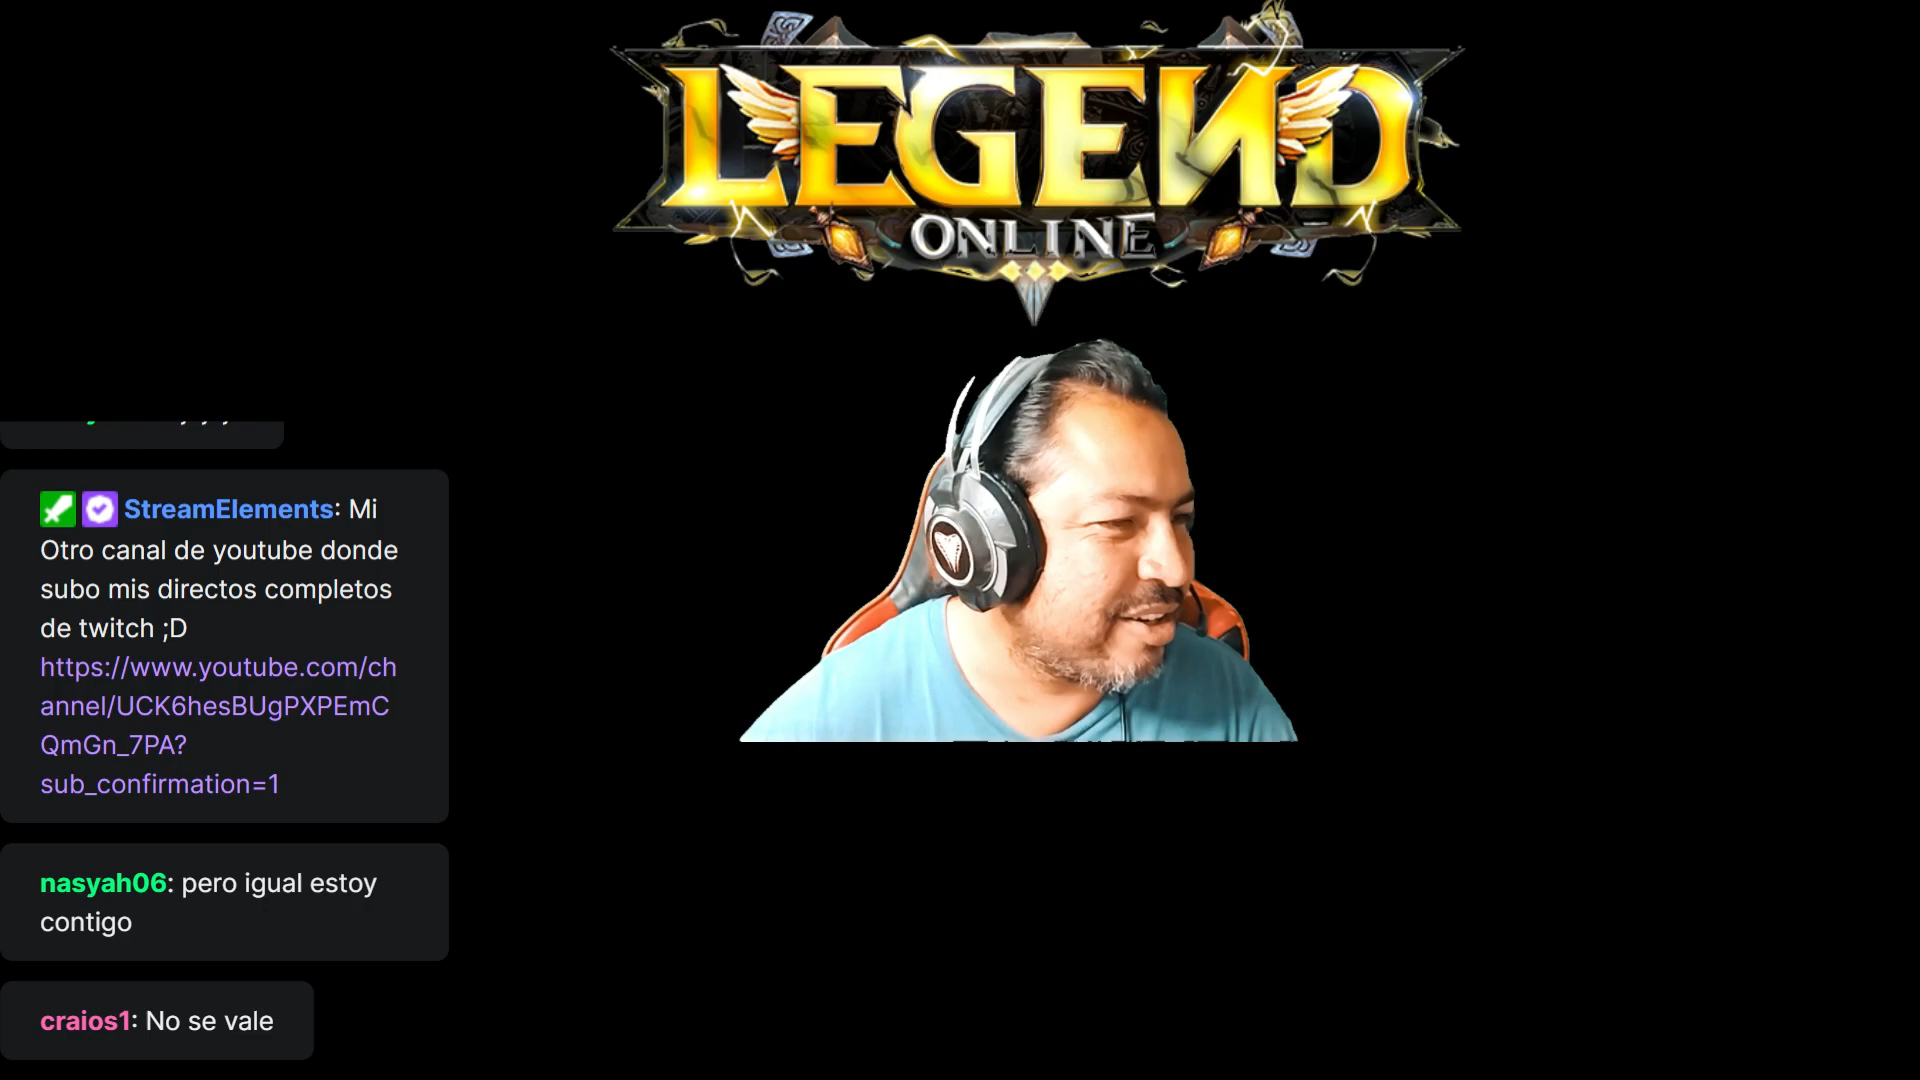 LEGEND
ONLINE
StreamElements: Mi
Otro canal de youtube donde
subo mis directos completos
de twitch ;D
https://www.youtube.com/ch
annel/UCK6hesBUgPXPEmC
QmGn_7PA?
sub_confirmation=1
nasyah06: pero igual estoy
contigo
craios1: No se vale